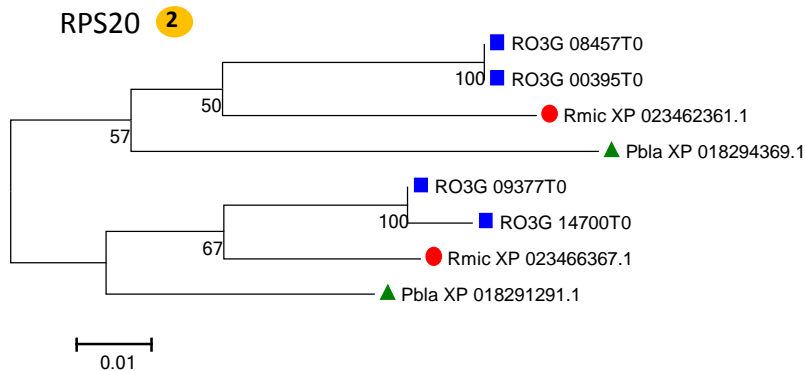 RPS20 2
RO3G 08457T0
100 RO3G 00395T0
50
Rmic XP 023462361.1
57
Pbla XP 018294369.1
RO3G 09377T0
100 RO3G 14700T0
67
Rmic XP 023466367.1
Pbla XP 018291291.1
0.01